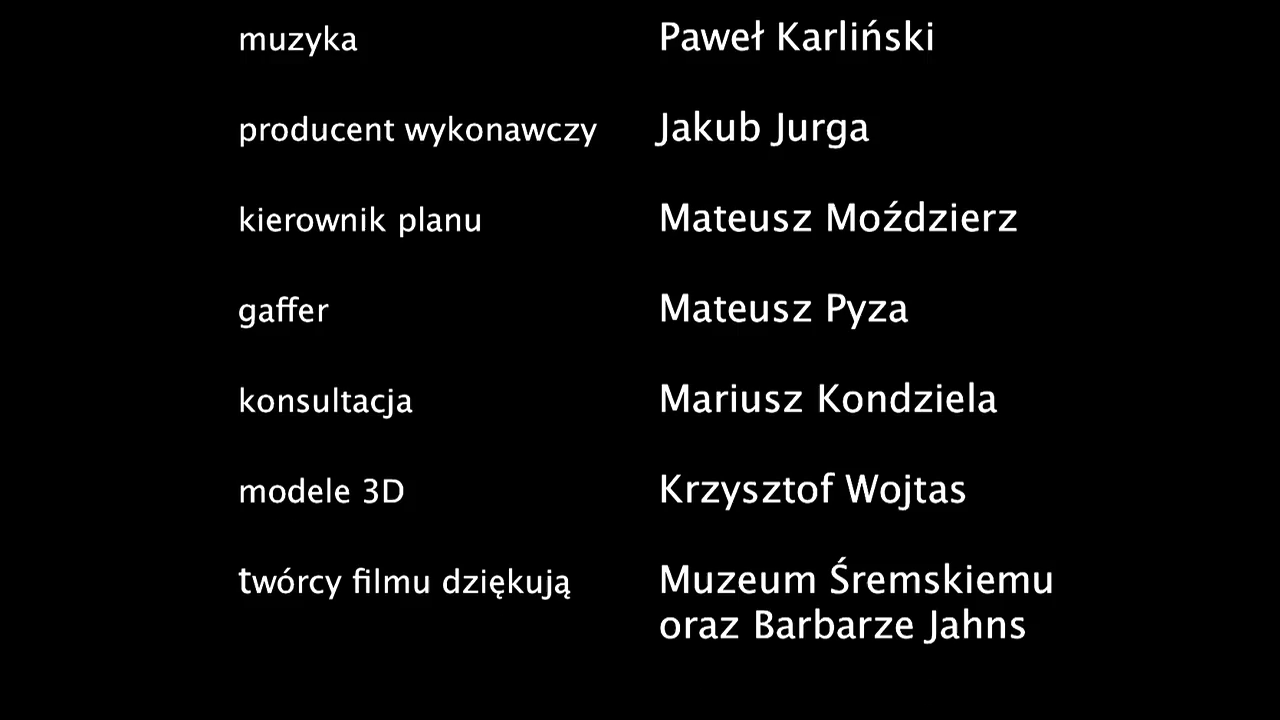 muzyka Paweł Karliński
producent wykonawczy Jakub Jurga
kierownik planu Mateusz Moździerz
gaffer Mateusz Pyza
konsultacja Mariusz Kondziela
modele 3D Krzysztof Wojtas
twórcy filmu dziękują Muzeum Śremskiemu
oraz Barbarze Jahns